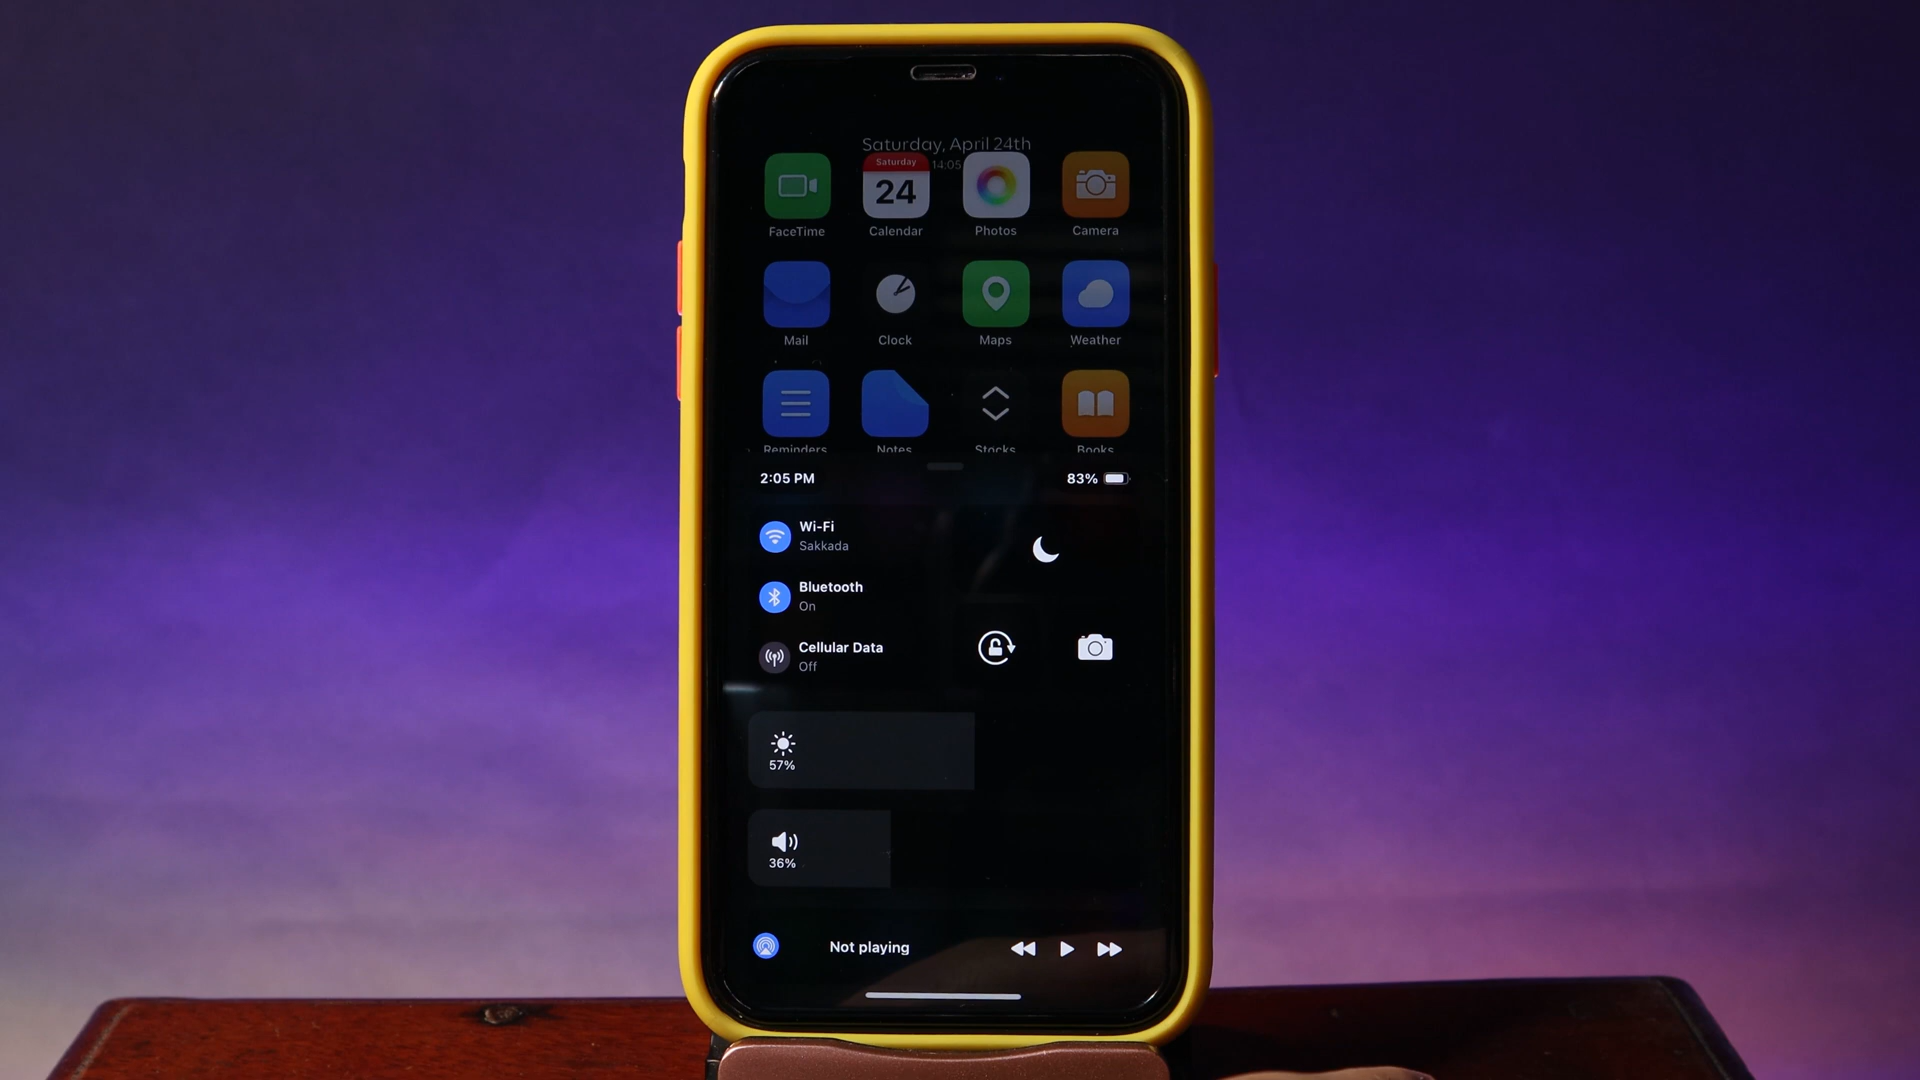 Saturday, April 24th
14:05
Saturday
24
FaceTime
Calendar
Photos
Camera
Mail
Clock
Maps
Weather
Reminders
Notes
Stocks
Books
2:05 PM
83%
Wi-Fi
Sakkada
Bluetooth
On
Cellular Data
Off
57%
36%
Not playing